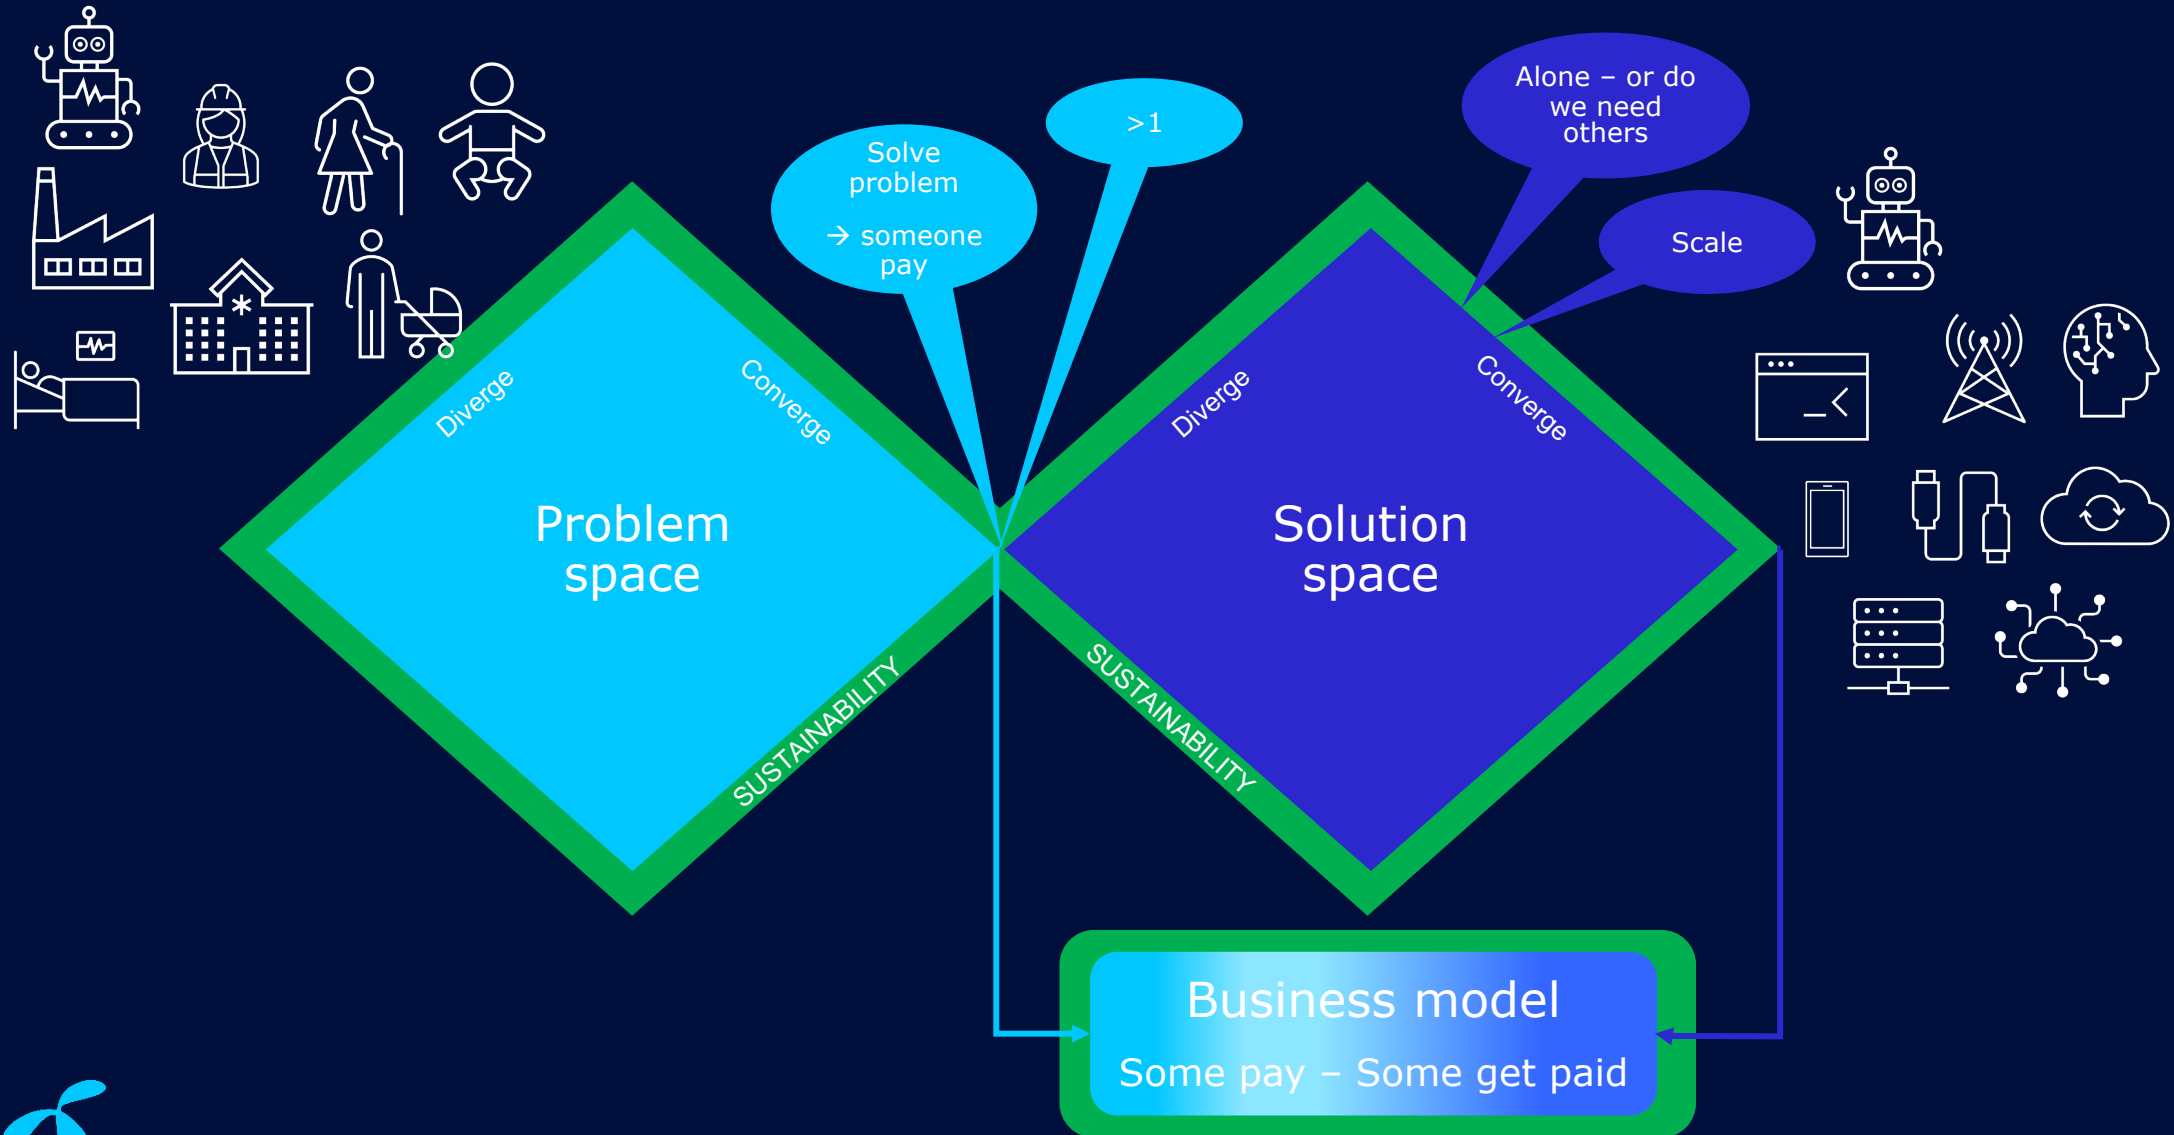 Solve
problem
→ someone
pay
>1
Alone – or do
we need
others
Scale
Diverge
Converge
Problem
space
SUSTAINABILITY
Diverge
Converge
Solution
space
SUSTAINABILITY
Business model
Some pay – Some get paid